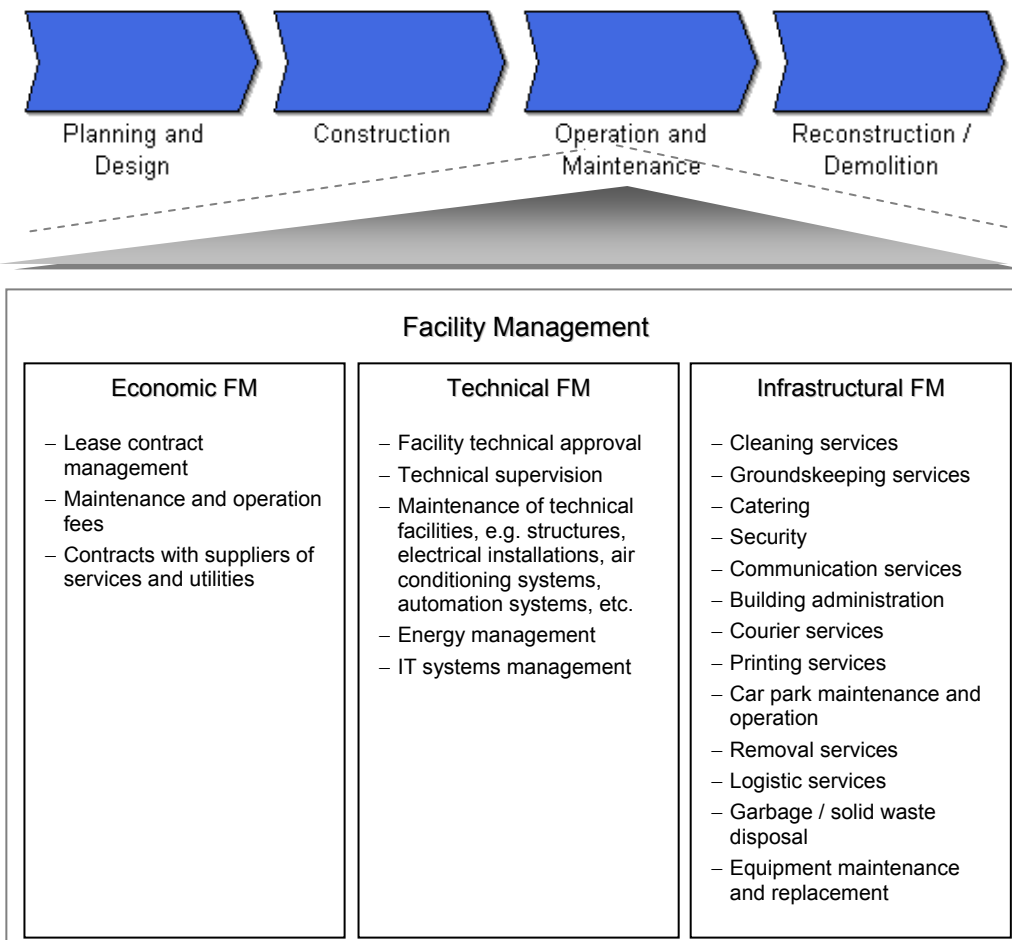 Planning and
Design
Construction
Operation and
Maintenance
Reconstruction /
Demolition
Facility Management
Economic FM
– Lease contract
management
– Maintenance and operation
fees
– Contracts with suppliers of
services and utilities
Technical FM
– Facility technical approval
– Technical supervision
– Maintenance of technical
facilities, e.g. structures,
electrical installations, air
conditioning systems,
automation systems, etc.
– Energy management
– IT systems management
Infrastructural FM
– Cleaning services
– Groundskeeping services
– Catering
– Security
– Communication services
– Building administration
– Courier services
– Printing services
– Car park maintenance and
operation
– Removal services
– Logistic services
– Garbage / solid waste
disposal
– Equipment maintenance
and replacement